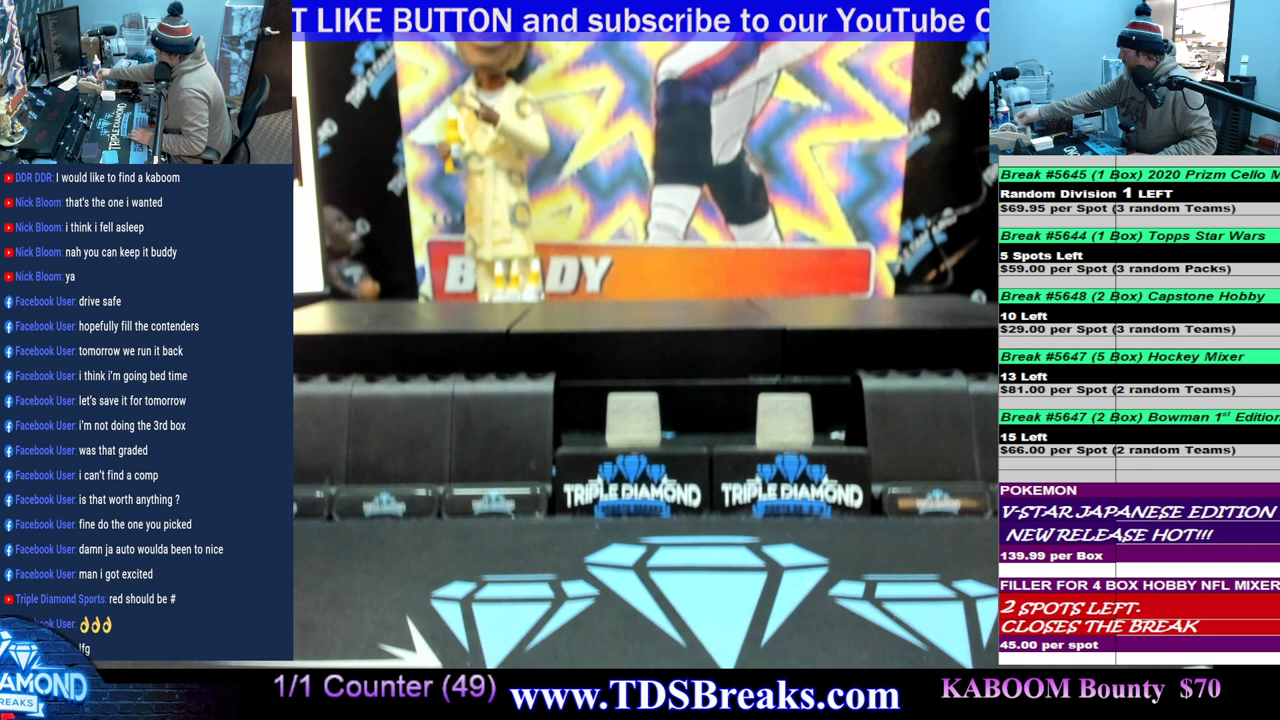 T LIKE BUTTON and subscribe to our YouTube C
DDR DDR: I would like to find a kaboom
Nick Bloom: that's the one i wanted
Nick Bloom: i think i fell asleep
Nick Bloom: nah you can keep it buddy
Nick Bloom: ya
Facebook User: drive safe
Facebook User: hopefully fill the contenders
Facebook User: tomorrow we run it back
Facebook User: i think i'm going bed time
Facebook User: let's save it for tomorrow
Facebook User: i'm not doing the 3rd box
Facebook User: was that graded
Facebook User: i can't find a comp
Facebook User: is that worth anything ?
Facebook User: fine do the one you picked
Facebook User: damn ja auto woulda been to nice
Facebook User: man i got excited
Triple Diamond Sports: red should be #
ok User: 👌👌👌
lfg
AMOND
BREAKS
TRIPLE DIAMOND
B DY
TRIPLE DIAMOND
TRIPLE DIAMOND
Break #5645 (1 Box) 2020 Prizm Cello M
Random Division 1 LEFT
$69.95 per Spot (3 random Teams)
Break #5644 (1 Box) Topps Star Wars
5 Spots Left
$59.00 per Spot (3 random Packs)
Break #5648 (2 Box) Capstone Hobby
10 Left
$29.00 per Spot (3 random Teams)
Break #5647 (5 Box) Hockey Mixer
13 Left
$81.00 per Spot (2 random Teams)
Break #5647 (2 Box) Bowman 1st Edition
15 Left
$66.00 per Spot (2 random Teams)
POKEMON
V-STAR JAPANESE EDITION
NEW RELEASE HOT!!!
139.99 per Box
FILLER FOR 4 BOX HOBBY NFL MIXER
2 SPOTS LEFT.
CLOSES THE BREAK
45.00 per spot
1/1 Counter (49)
www.TDSBreaks.com
KABOOM Bounty $70